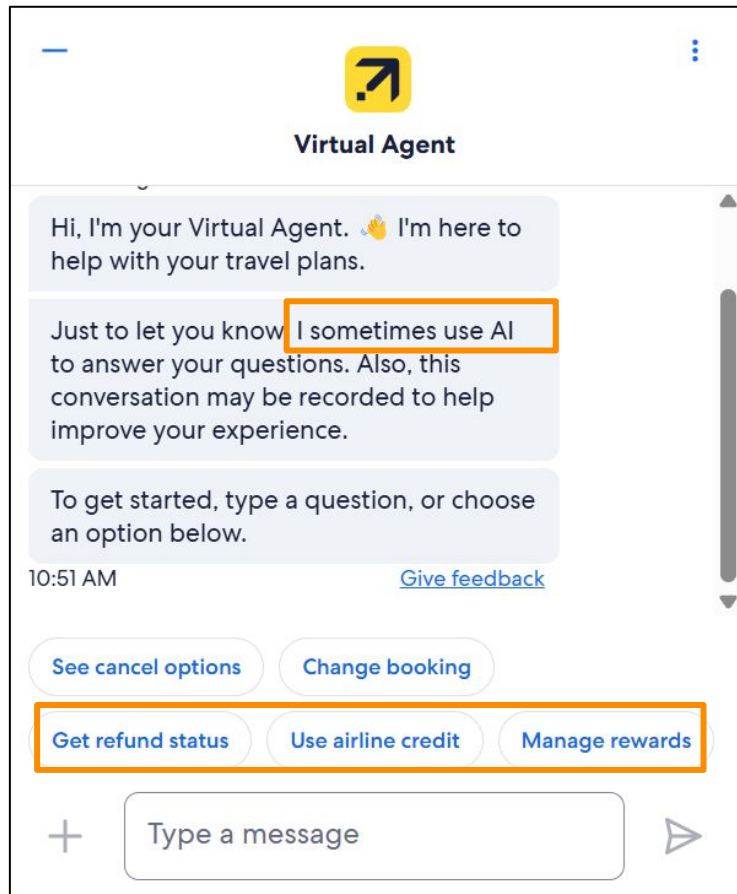 Virtual Agent
Hi, I'm your Virtual Agent. 👋 I'm here to
help with your travel plans.
Just to let you know, I sometimes use AI
to answer your questions. Also, this
conversation may be recorded to help
improve your experience.
To get started, type a question, or choose
an option below.
10:51 AM Give feedback
See cancel options Change booking
Get refund status Use airline credit Manage rewards
Type a message